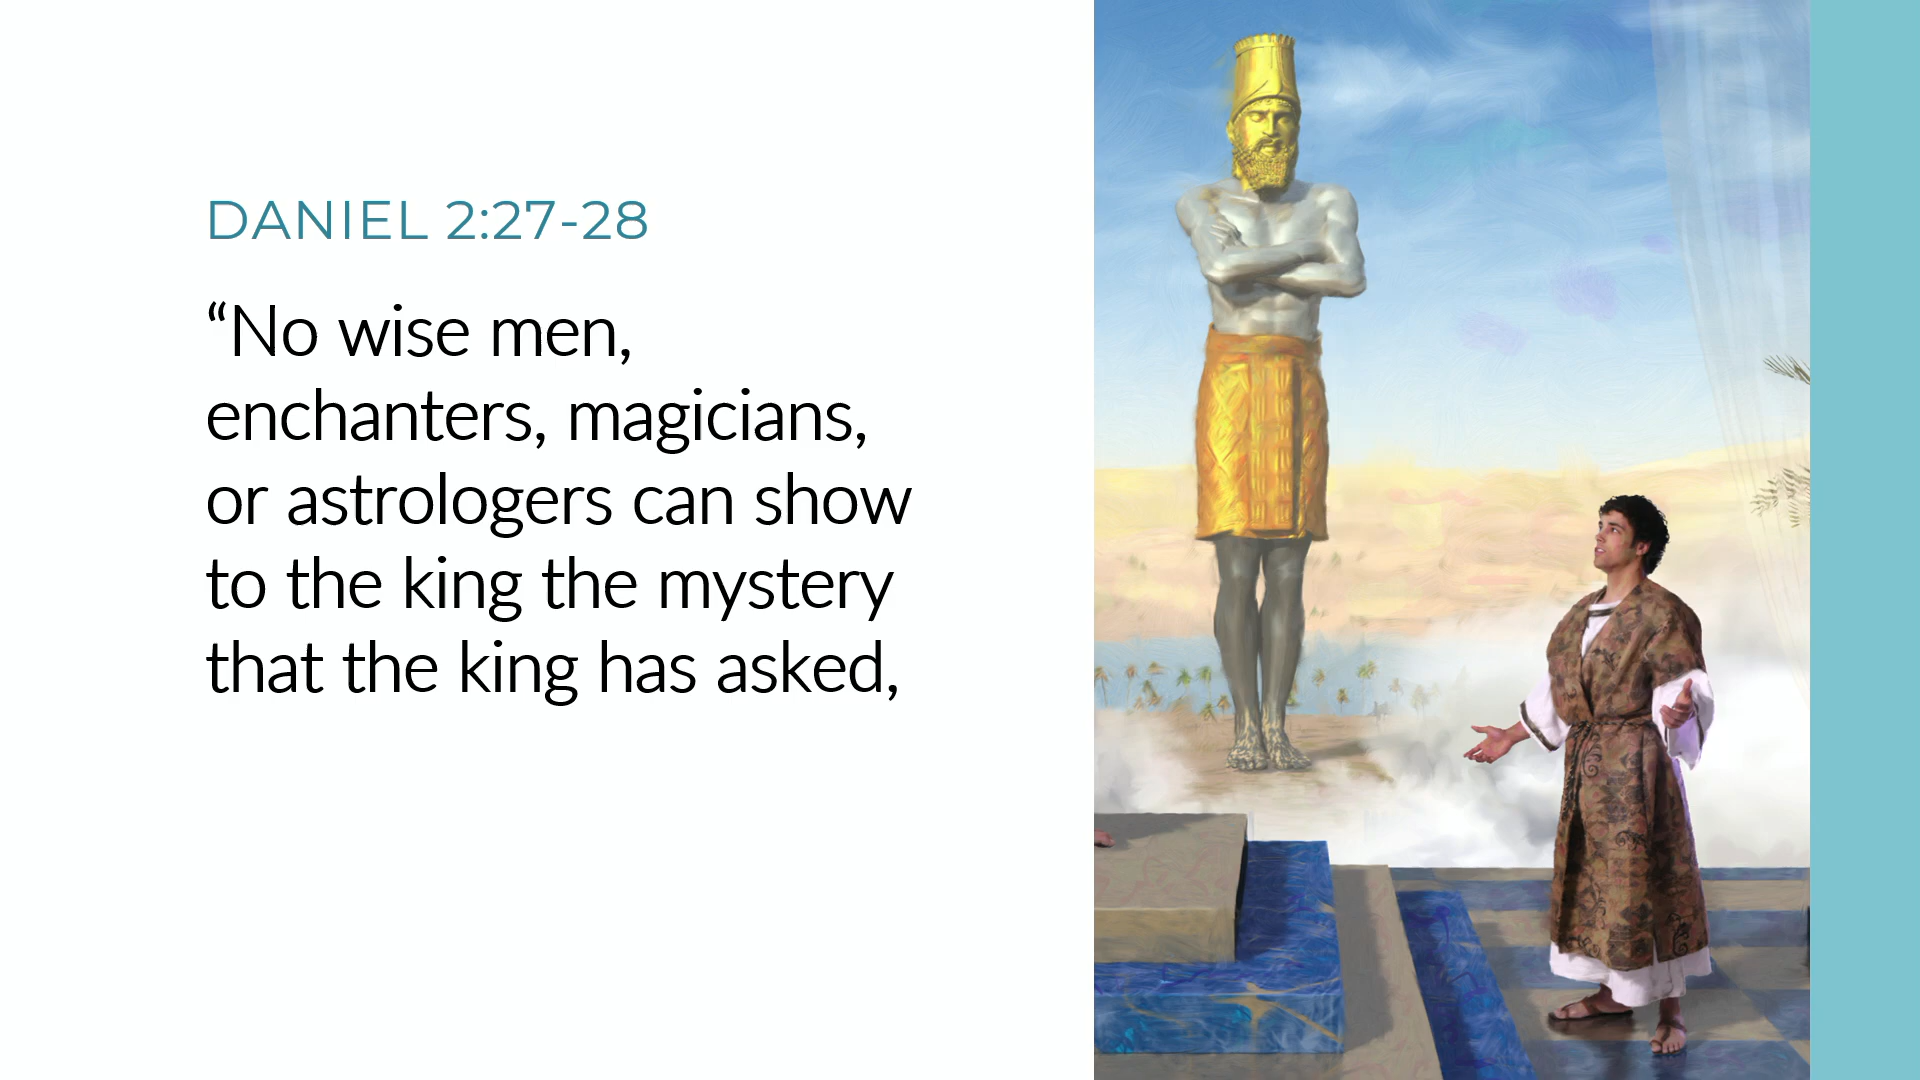 DANIEL 2:27-28
“No wise men,
enchanters, magicians,
or astrologers can show
to the king the mystery
that the king has asked,